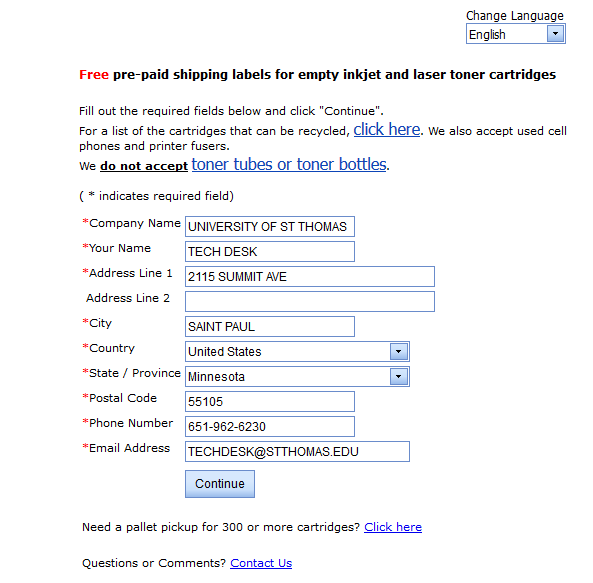 Change Language
English
Free pre-paid shipping labels for empty inkjet and laser toner cartridges
Fill out the required fields below and click "Continue".
For a list of the cartridges that can be recycled, click here. We also accept used cell
phones and printer fusers.
We do not accept toner tubes or toner bottles.
( * indicates required field)
*Company Name UNIVERSITY OF ST THOMAS
*Your Name TECH DESK
*Address Line 1 2115 SUMMIT AVE
Address Line 2
*City SAINT PAUL
*Country United States
*State / Province Minnesota
*Postal Code 55105
*Phone Number 651-962-6230
*Email Address TECHDESK@STTHOMAS.EDU
Continue
Need a pallet pickup for 300 or more cartridges? Click here
Questions or Comments? Contact Us